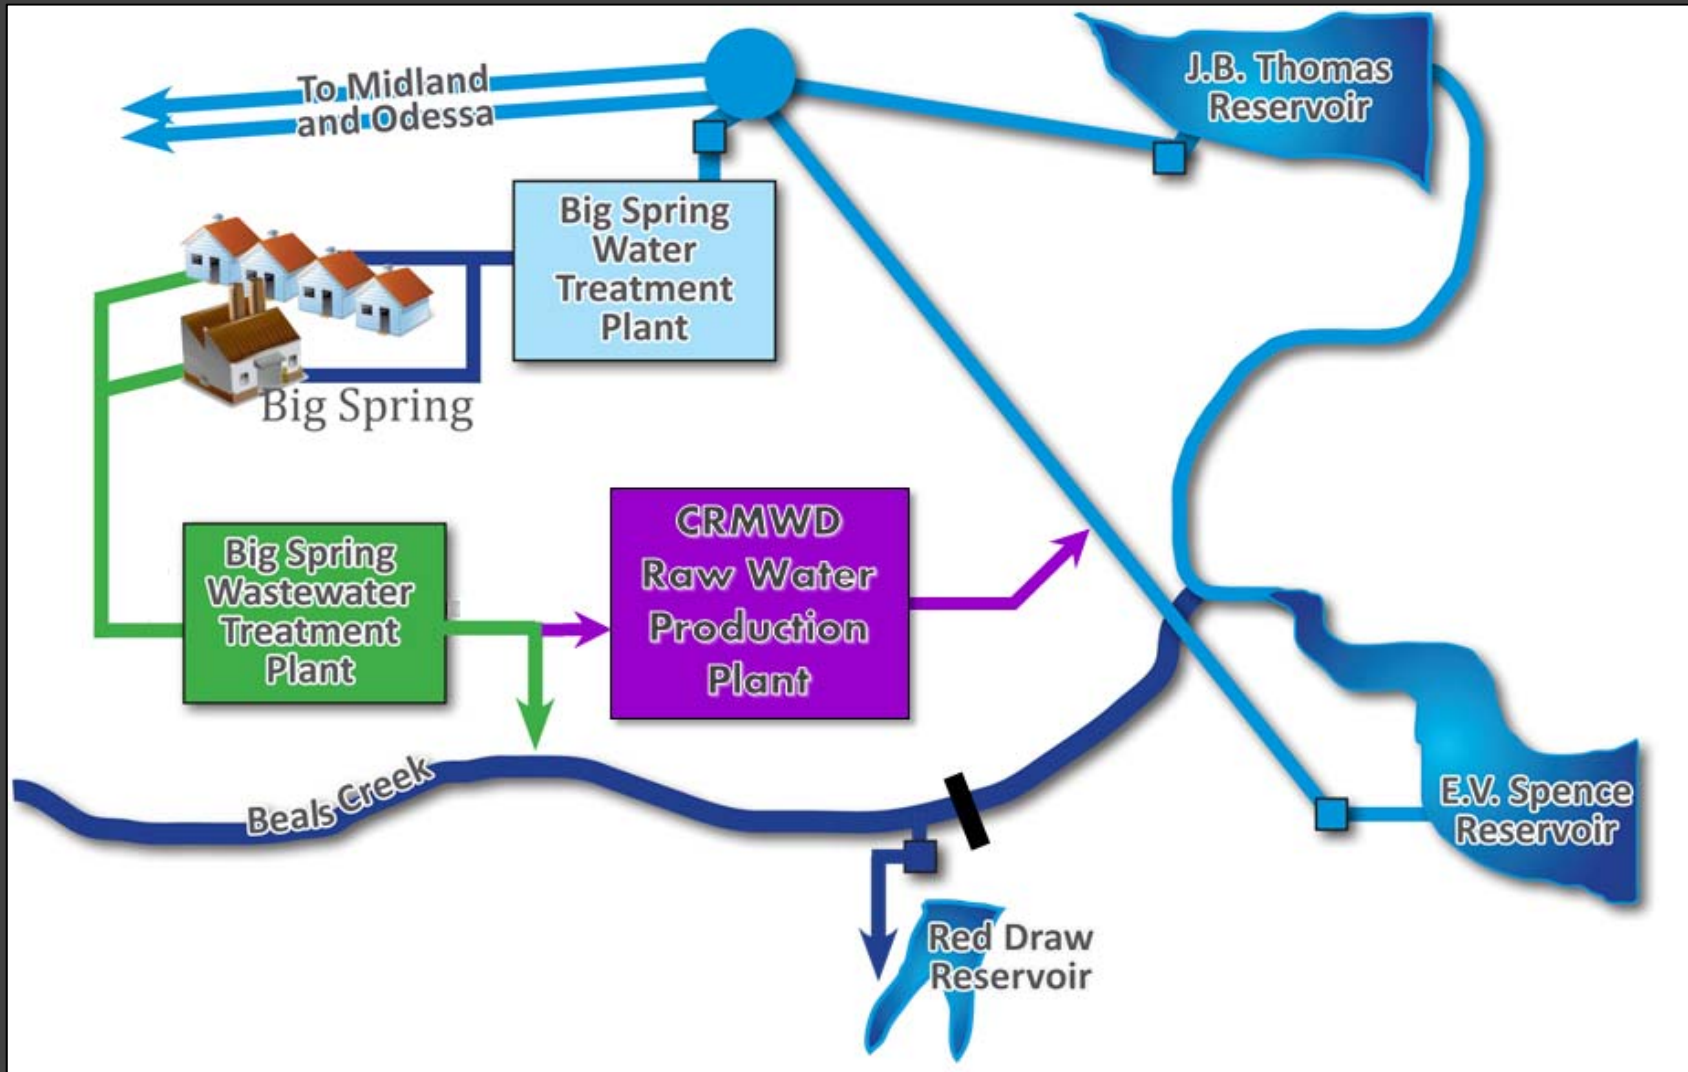 To Midland
and Odessa
J.B. Thomas
Reservoir
Big Spring
Water
Treatment
Plant
Big Spring
CRMWD
Raw Water
Production
Plant
Big Spring
Wastewater
Treatment
Plant
Beals Creek
E.V. Spence
Reservoir
Red Draw
Reservoir